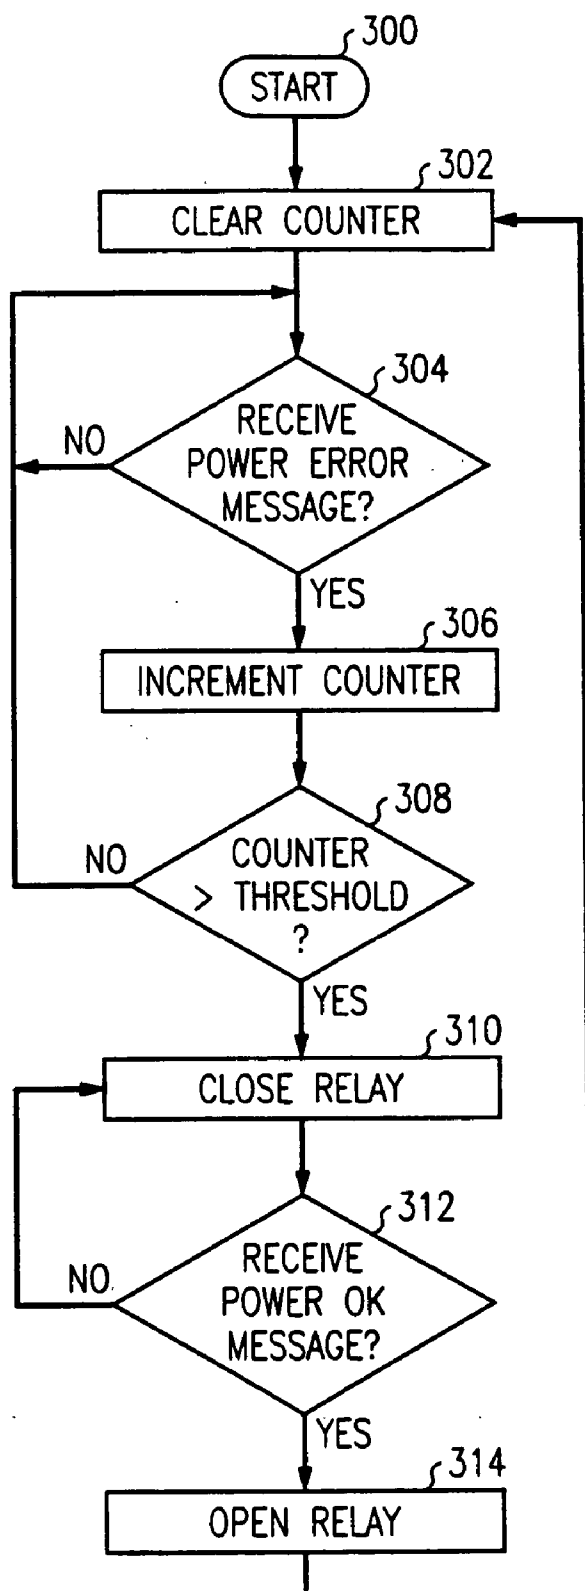 300
START
302
CLEAR COUNTER
304
RECEIVE
POWER ERROR
MESSAGE?
NO
YES
306
INCREMENT COUNTER
308
COUNTER
> THRESHOLD
?
NO
YES
310
CLOSE RELAY
312
RECEIVE
POWER OK
MESSAGE?
NO
YES
314
OPEN RELAY